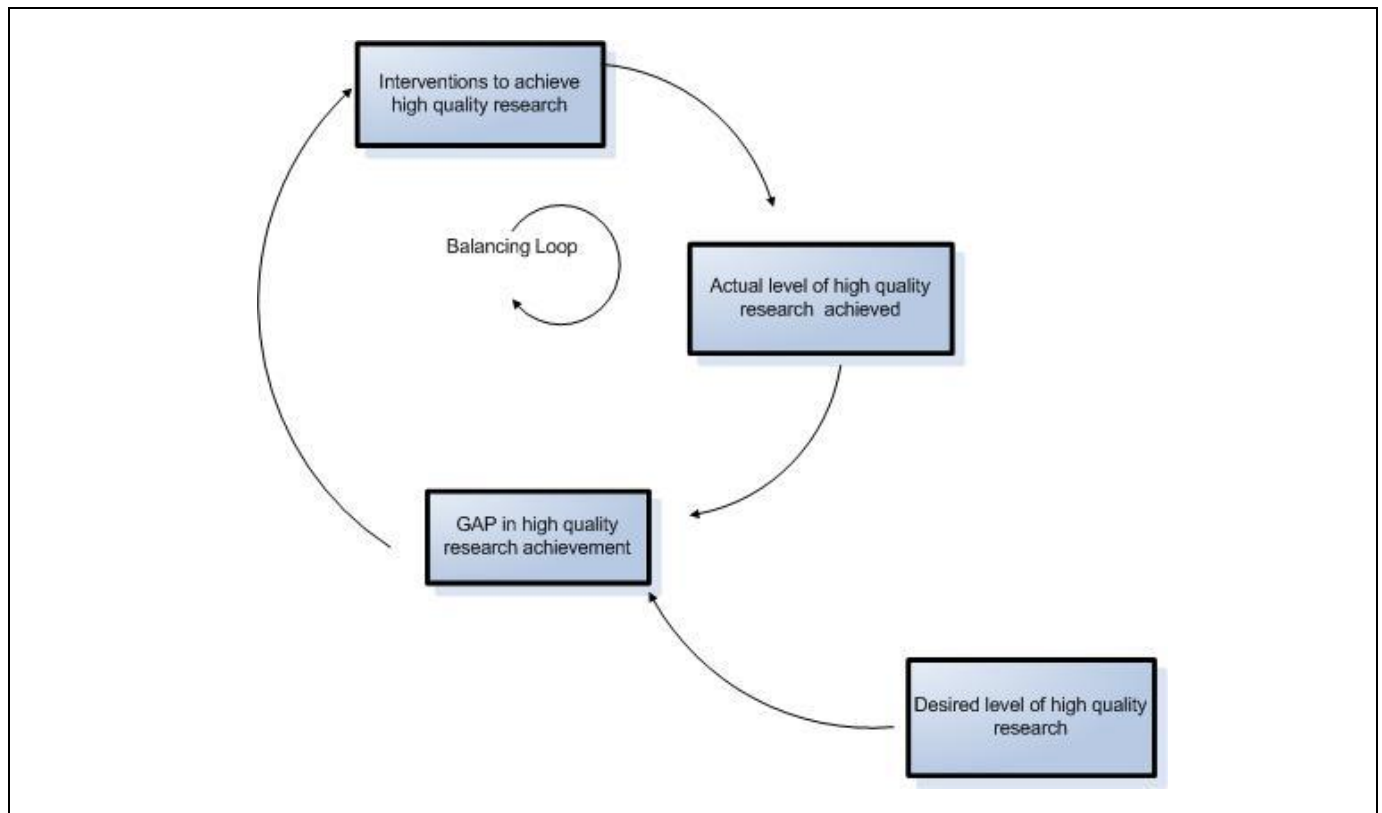 Interventions to achieve
high quality research
Balancing Loop
Actual level of high quality
research achieved
GAP in high quality
research achievement
Desired level of high quality
research